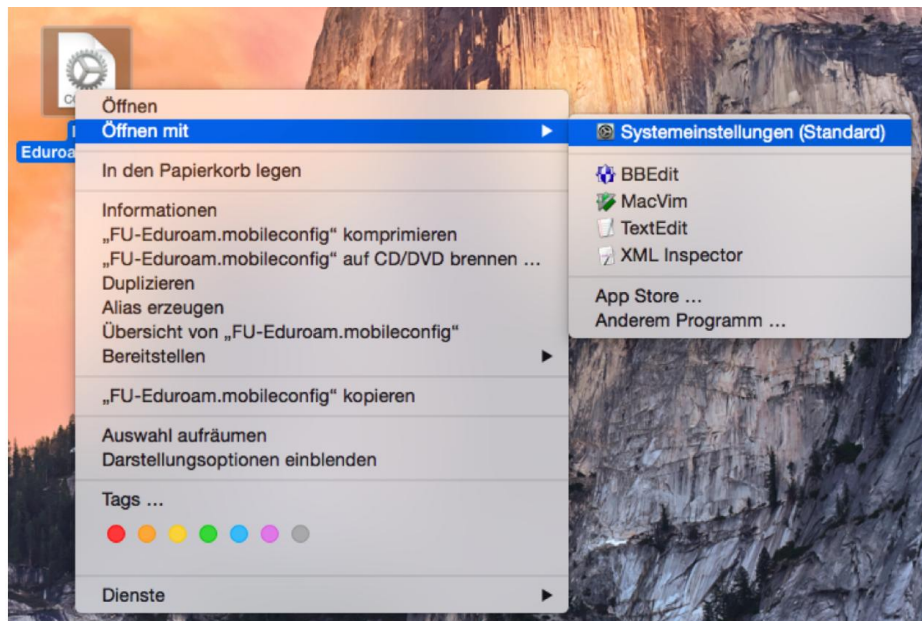 Öffnen
Öffnen mit
Eduroa
In den Papierkorb legen
Informationen
„FU-Eduroam.mobileconfig“ komprimieren
„FU-Eduroam.mobileconfig“ auf CD/DVD brennen ...
Duplizieren
Alias erzeugen
Übersicht von „FU-Eduroam.mobileconfig“
Bereitstellen
„FU-Eduroam.mobileconfig“ kopieren
Auswahl aufräumen
Darstellungsoptionen einblenden
Tags ...
Dienste
Systemeinstellungen (Standard)
BBEdit
MacVim
TextEdit
XML Inspector
App Store ...
Anderem Programm ...